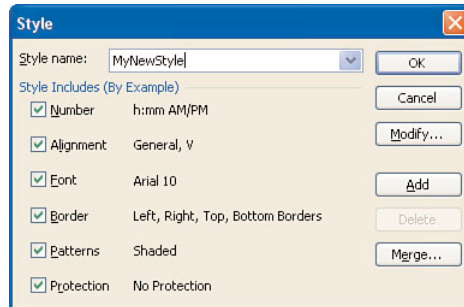 Style
Style name: MyNewStyle
OK
Style Includes (By Example)
Cancel
Number h:mm AM/PM
Modify...
Alignment General, V
Font Arial 10
Add
Border Left, Right, Top, Bottom Borders
Delete
Patterns Shaded
Merge...
Protection No Protection